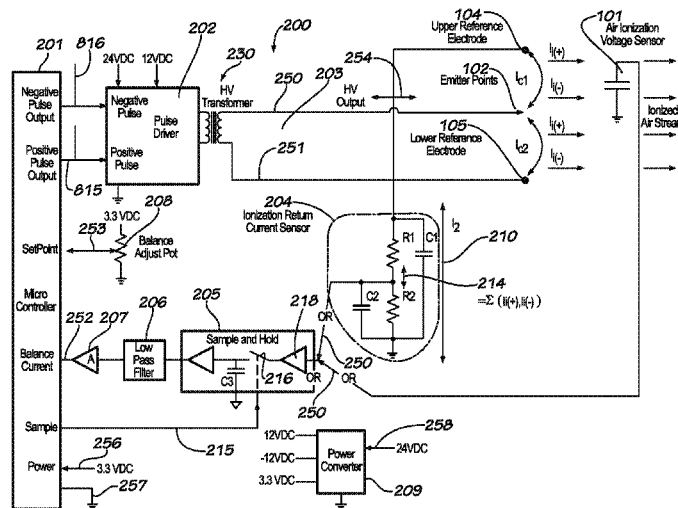 201
816
202
200
104
Upper Reference
Electrode
101
Air Ionization
Voltage Sensor
24VDC
12VDC
230
254
Ii(+)
Negative
Pulse
Output
Negative
Pulse
Pulse
Driver
HV
Transformer
250
203
HV
Output
Emitter
Points
102
Ic1
Ii(-)
Ionized
Air Stream
Positive
Pulse
Output
Positive
Pulse
Lower
Reference
Electrode
105
Ic2
Ii(+)
Ii(-)
251
815
3.3 VDC
208
253
SetPoint
Balance
Adjust Pot
204
Ionization Return
Current Sensor
I2
210
R1
C1
214
=Σ (Ii(+),Ii(-))
C2
R2
Micro
Controller
252
207
206
205
218
Sample and Hold
OR
Balance
Current
A
Low
Pass
Filter
C3
216
OR
250
OR
250
Sample
215
Power
256
3.3 VDC
257
12VDC
-12VDC
3.3 VDC
Power
Converter
258
24VDC
209